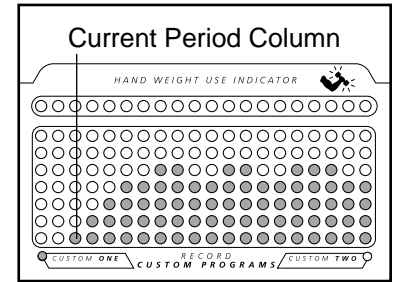 Current Period Column
HAND WEIGHT USE INDICATOR
RECORD
CUSTOM ONE CUSTOM PROGRAMS CUSTOM TWO